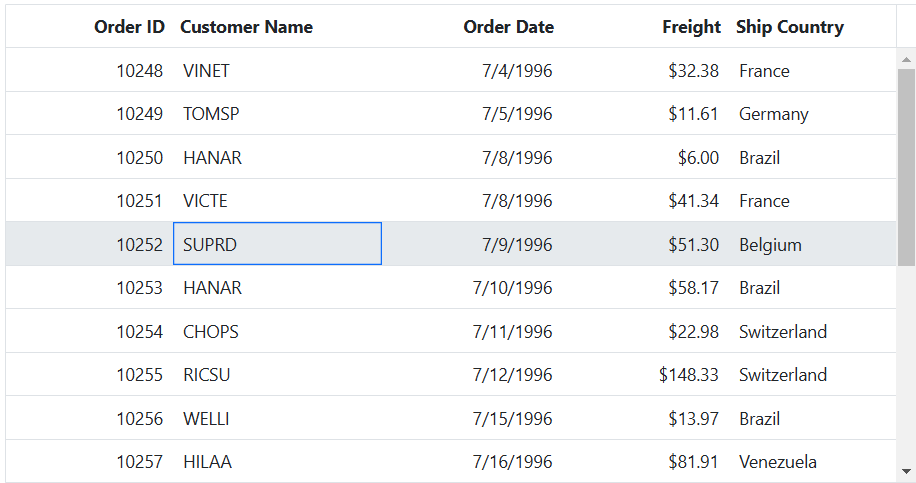 Order ID Customer Name Order Date Freight Ship Country
10248 VINET 7/4/1996 $32.38 France
10249 TOMSP 7/5/1996 $11.61 Germany
10250 HANAR 7/8/1996 $6.00 Brazil
10251 VICTE 7/8/1996 $41.34 France
10252 SUPRD 7/9/1996 $51.30 Belgium
10253 HANAR 7/10/1996 $58.17 Brazil
10254 CHOPS 7/11/1996 $22.98 Switzerland
10255 RICSU 7/12/1996 $148.33 Switzerland
10256 WELLI 7/15/1996 $13.97 Brazil
10257 HILAA 7/16/1996 $81.91 Venezuela